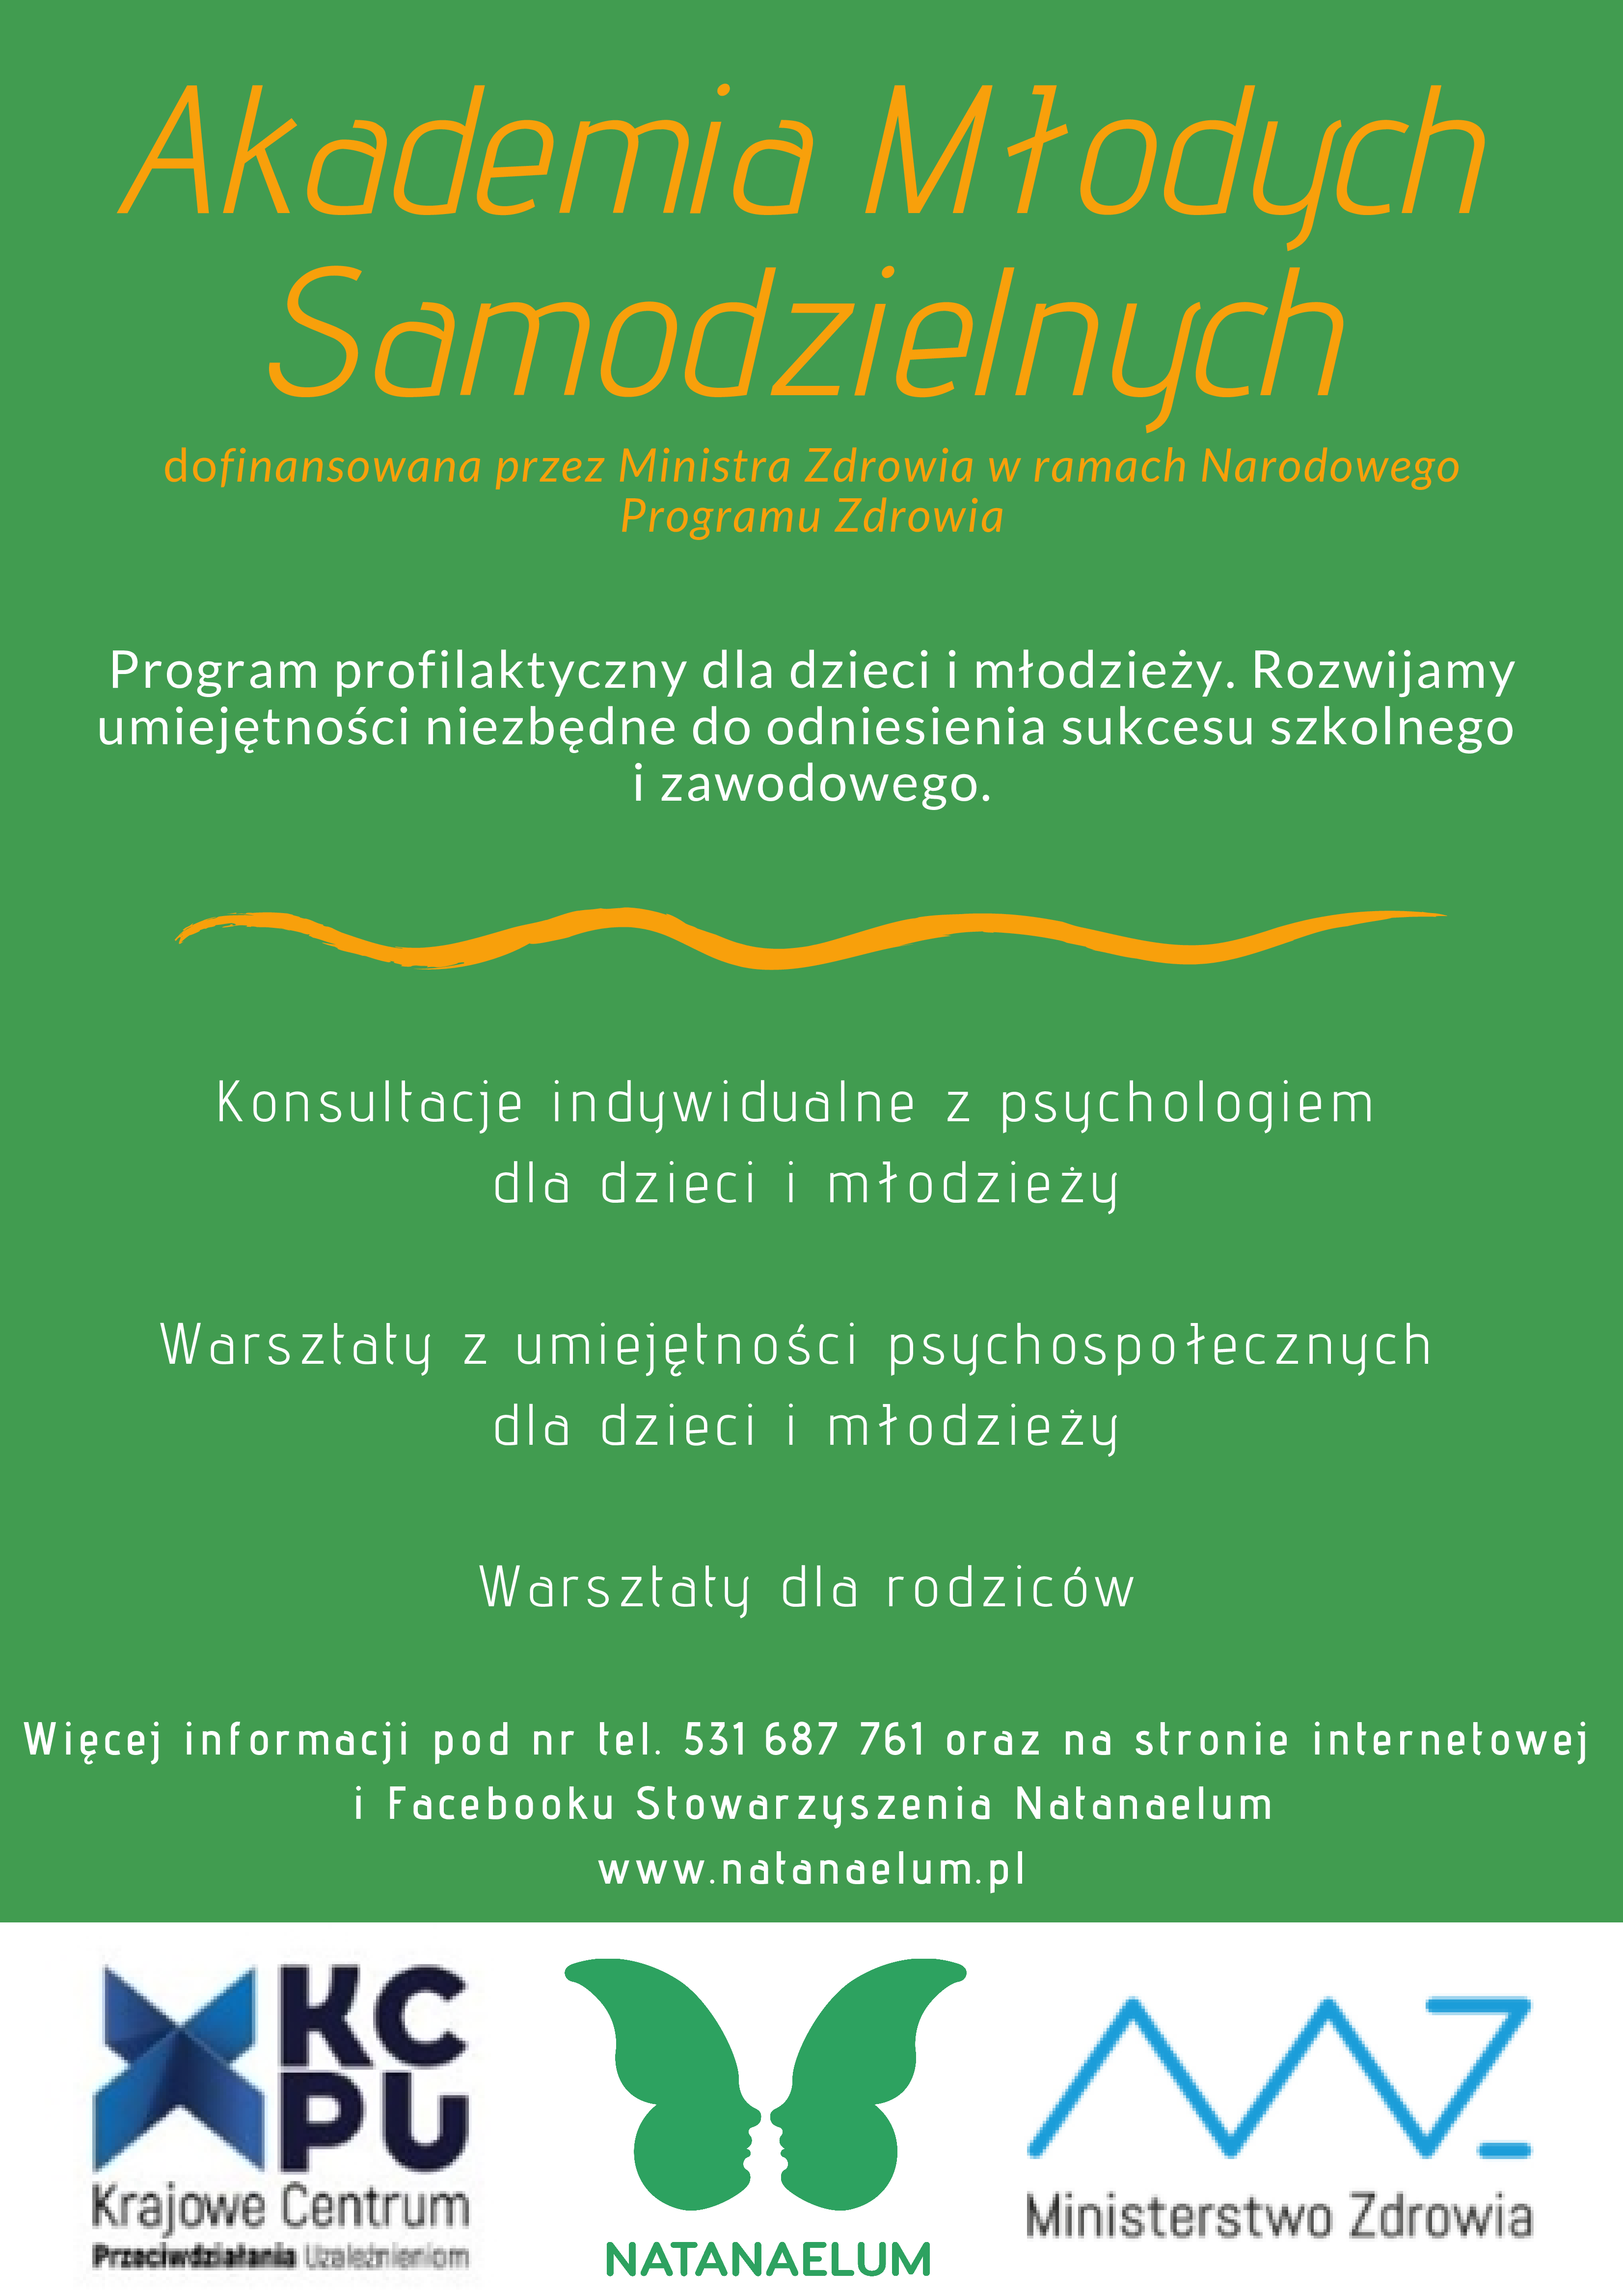 Akademia Młodych
Samodzielnych
dofinansowana przez Ministra Zdrowia w ramach Narodowego
Programu Zdrowia
Program profilaktyczny dla dzieci i młodzieży. Rozwijamy
umiejętności niezbędne do odniesienia sukcesu szkolnego
i zawodowego.
Konsultacje indywidualne z psychologiem
dla dzieci i młodzieży
Warsztaty z umiejętności psychospołecznych
dla dzieci i młodzieży
Warsztaty dla rodziców
Więcej informacji pod nr tel. 531 687 761 oraz na stronie internetowej
i Facebooku Stowarzyszenia Natanaelum
www.natanaelum.pl
KC
PU
Krajowe Centrum
Przeciwdziałania Uzależnieniom
NATANAELUM
MZ
Ministerstwo Zdrowia